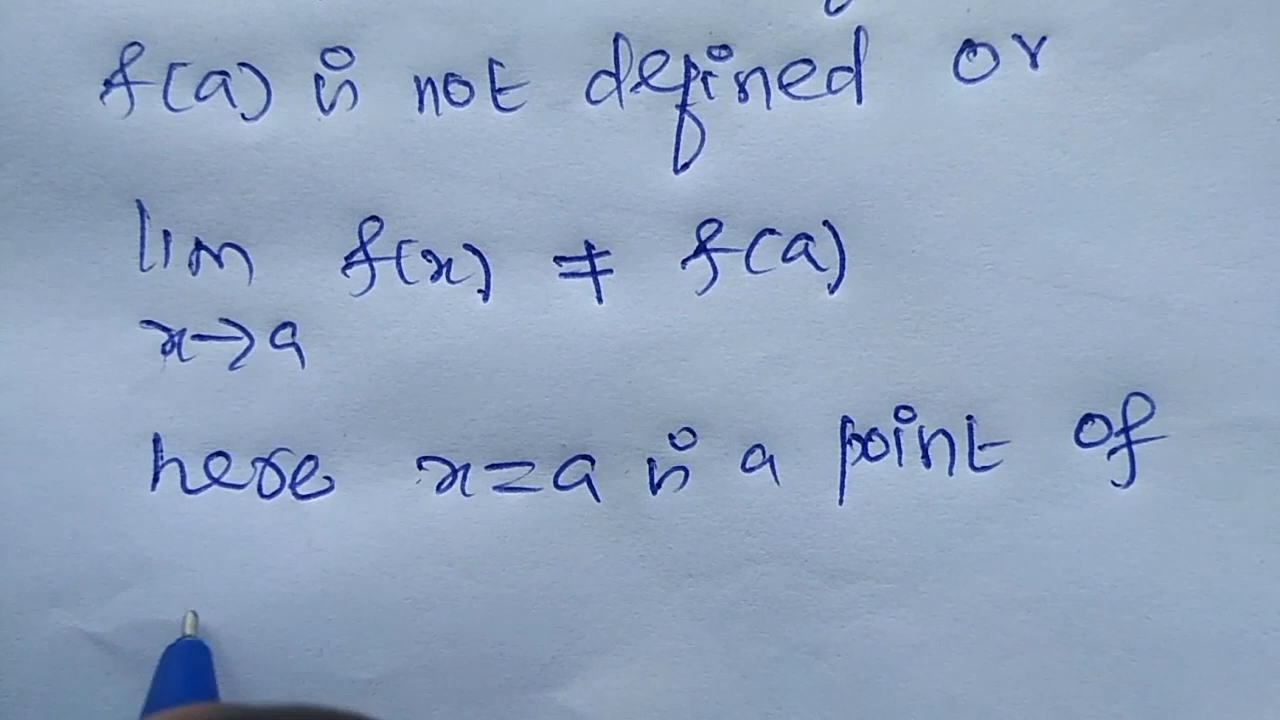 f(a) is not defined or
lim f(x) ≠ f(a)
x→a
here x=a is a point of